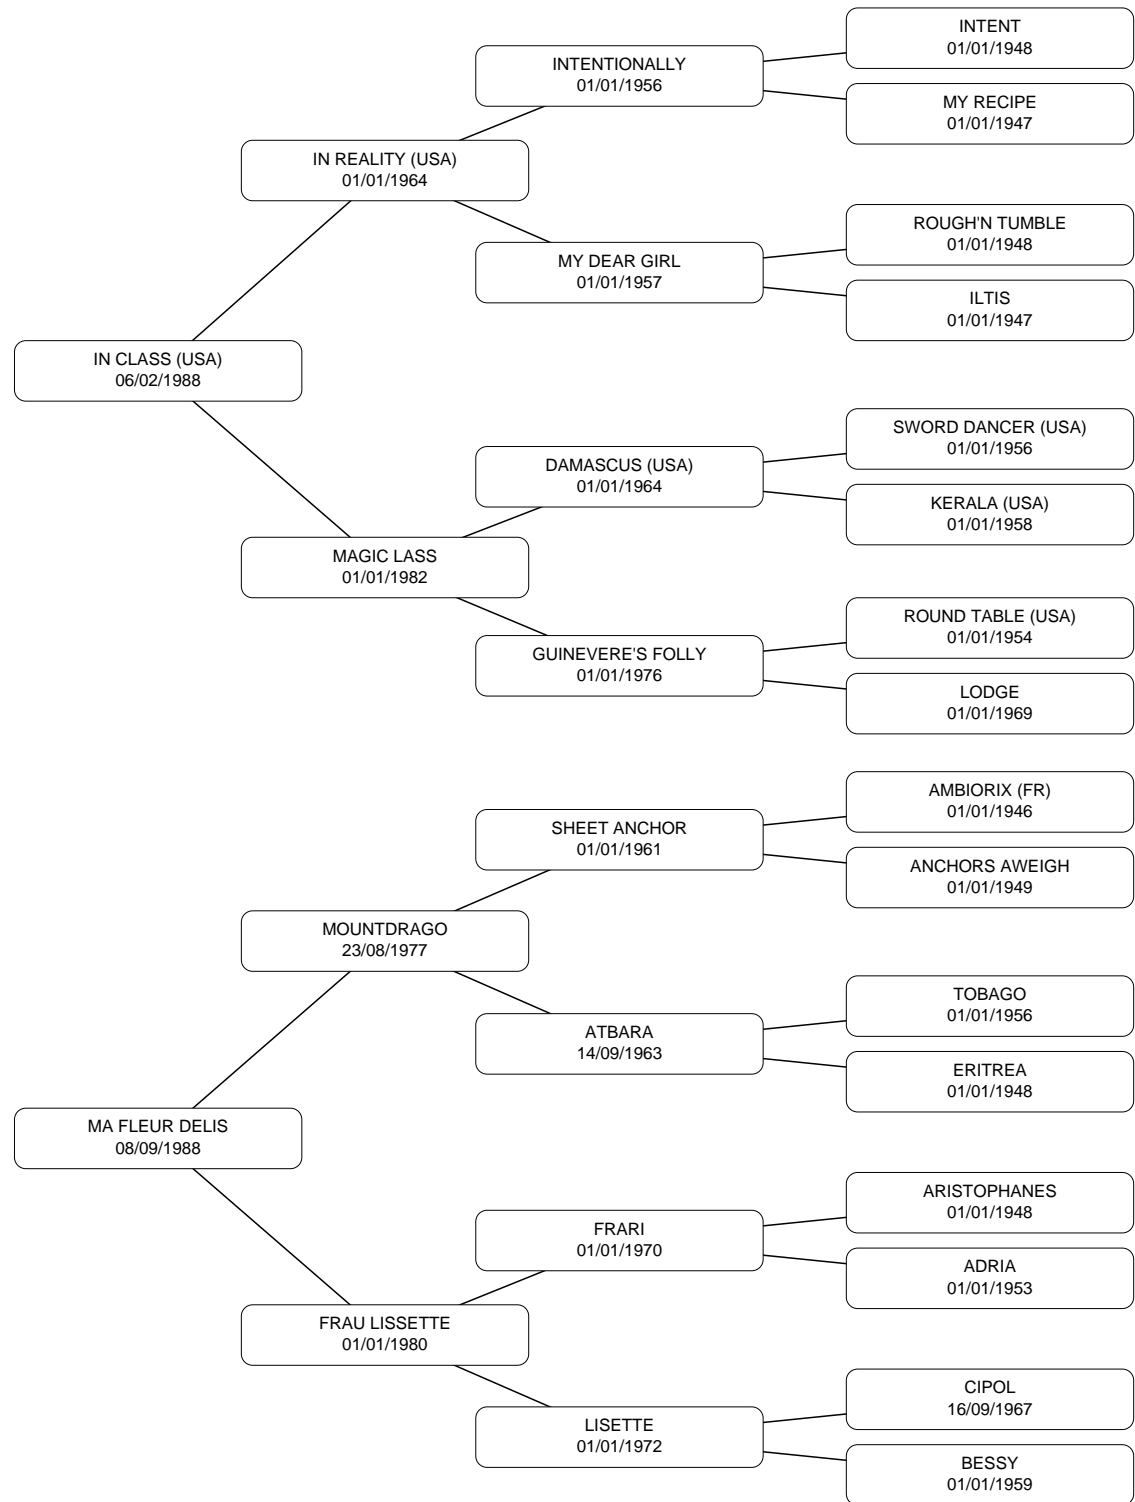 INTENT
01/01/1948
INTENTIONALLY
01/01/1956
MY RECIPE
01/01/1947
IN REALITY (USA)
01/01/1964
ROUGH'N TUMBLE
01/01/1948
MY DEAR GIRL
01/01/1957
ILTIS
01/01/1947
IN CLASS (USA)
06/02/1988
SWORD DANCER (USA)
01/01/1956
DAMASCUS (USA)
01/01/1964
KERALA (USA)
01/01/1958
MAGIC LASS
01/01/1982
ROUND TABLE (USA)
01/01/1954
GUINEVERE'S FOLLY
01/01/1976
LODGE
01/01/1969
AMBIORIX (FR)
01/01/1946
SHEET ANCHOR
01/01/1961
ANCHORS AWEIGH
01/01/1949
MOUNTDRAGO
23/08/1977
TOBAGO
01/01/1956
ATBARA
14/09/1963
ERITREA
01/01/1948
MA FLEUR DELIS
08/09/1988
ARISTOPHANES
01/01/1948
FRARI
01/01/1970
ADRIA
01/01/1953
FRAU LISSETTE
01/01/1980
CIPOL
16/09/1967
LISETTE
01/01/1972
BESSY
01/01/1959